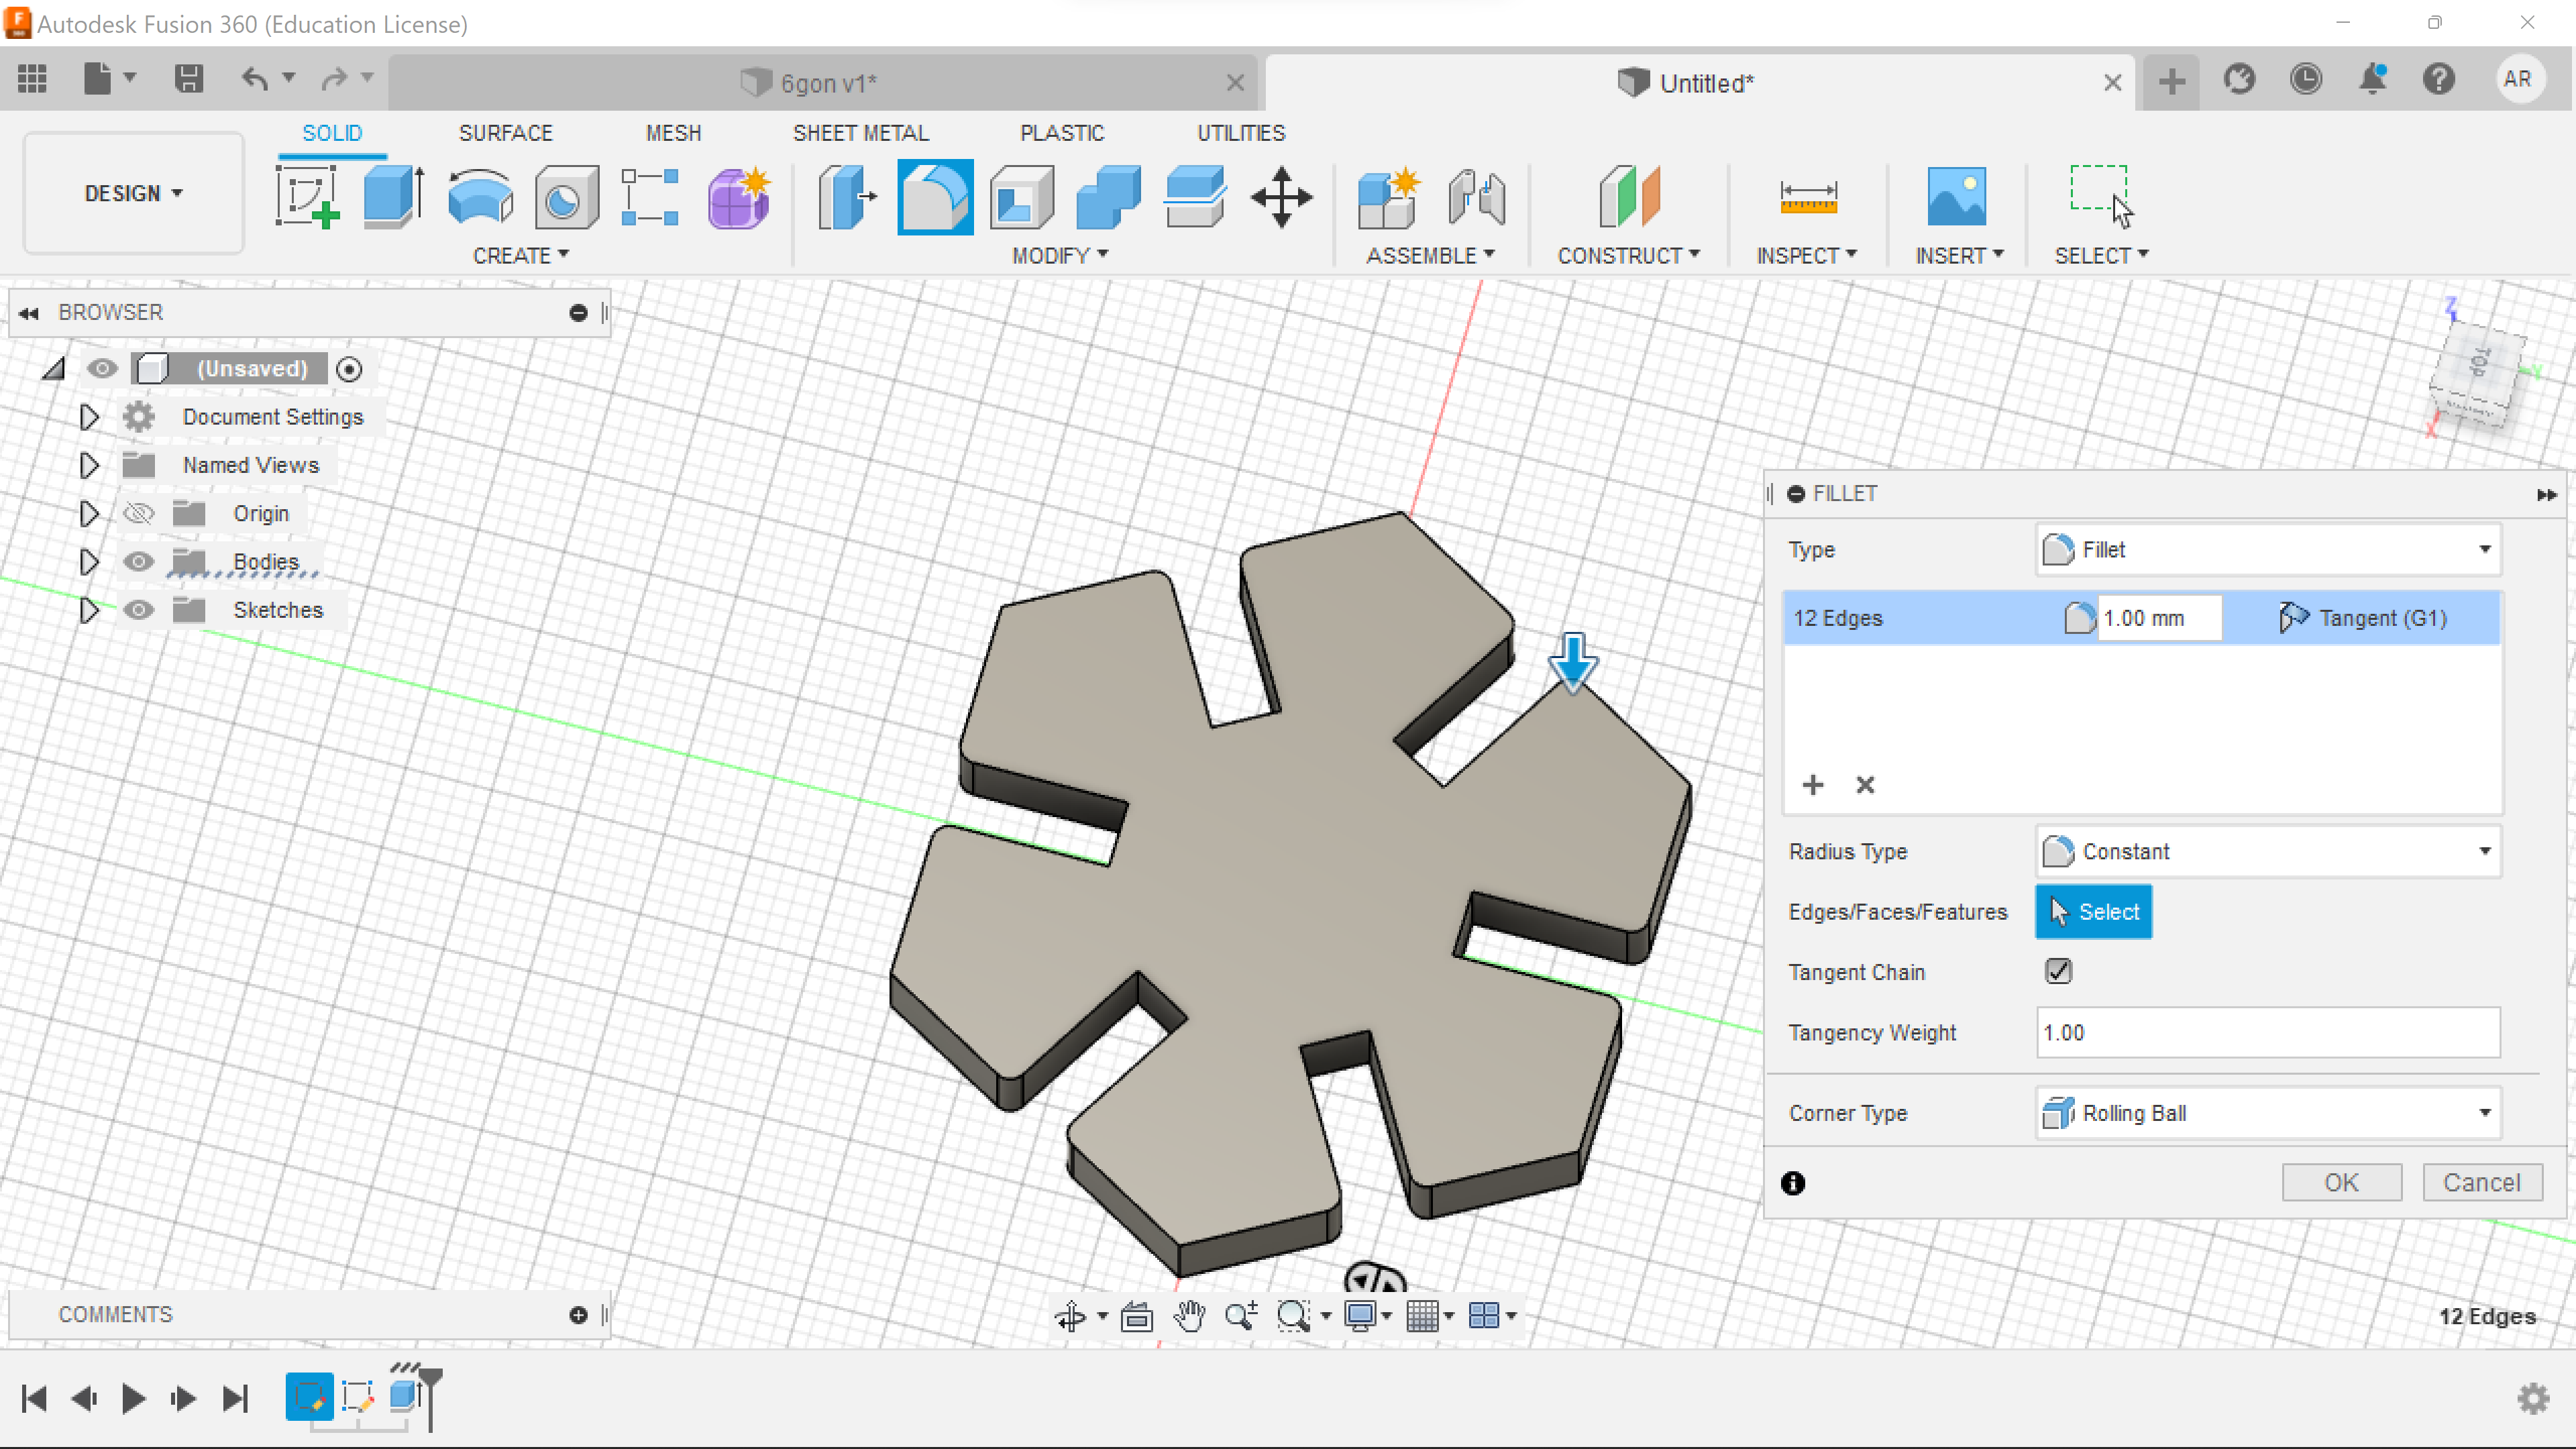 Autodesk Fusion 360 (Education License)
6gon v1*
Untitled*
AR
SOLID
SURFACE
MESH
SHEET METAL
PLASTIC
UTILITIES
DESIGN
CREATE
MODIFY
ASSEMBLE
CONSTRUCT
INSPECT
INSERT
SELECT
BROWSER
(Unsaved)
Document Settings
Named Views
Origin
Bodies
Sketches
Z
TOP
Y
X
FILLET
Type
Fillet
12 Edges
1.00 mm
Tangent (G1)
Radius Type
Constant
Edges/Faces/Features
Select
Tangent Chain
Tangency Weight
1.00
Corner Type
Rolling Ball
OK
Cancel
COMMENTS
12 Edges